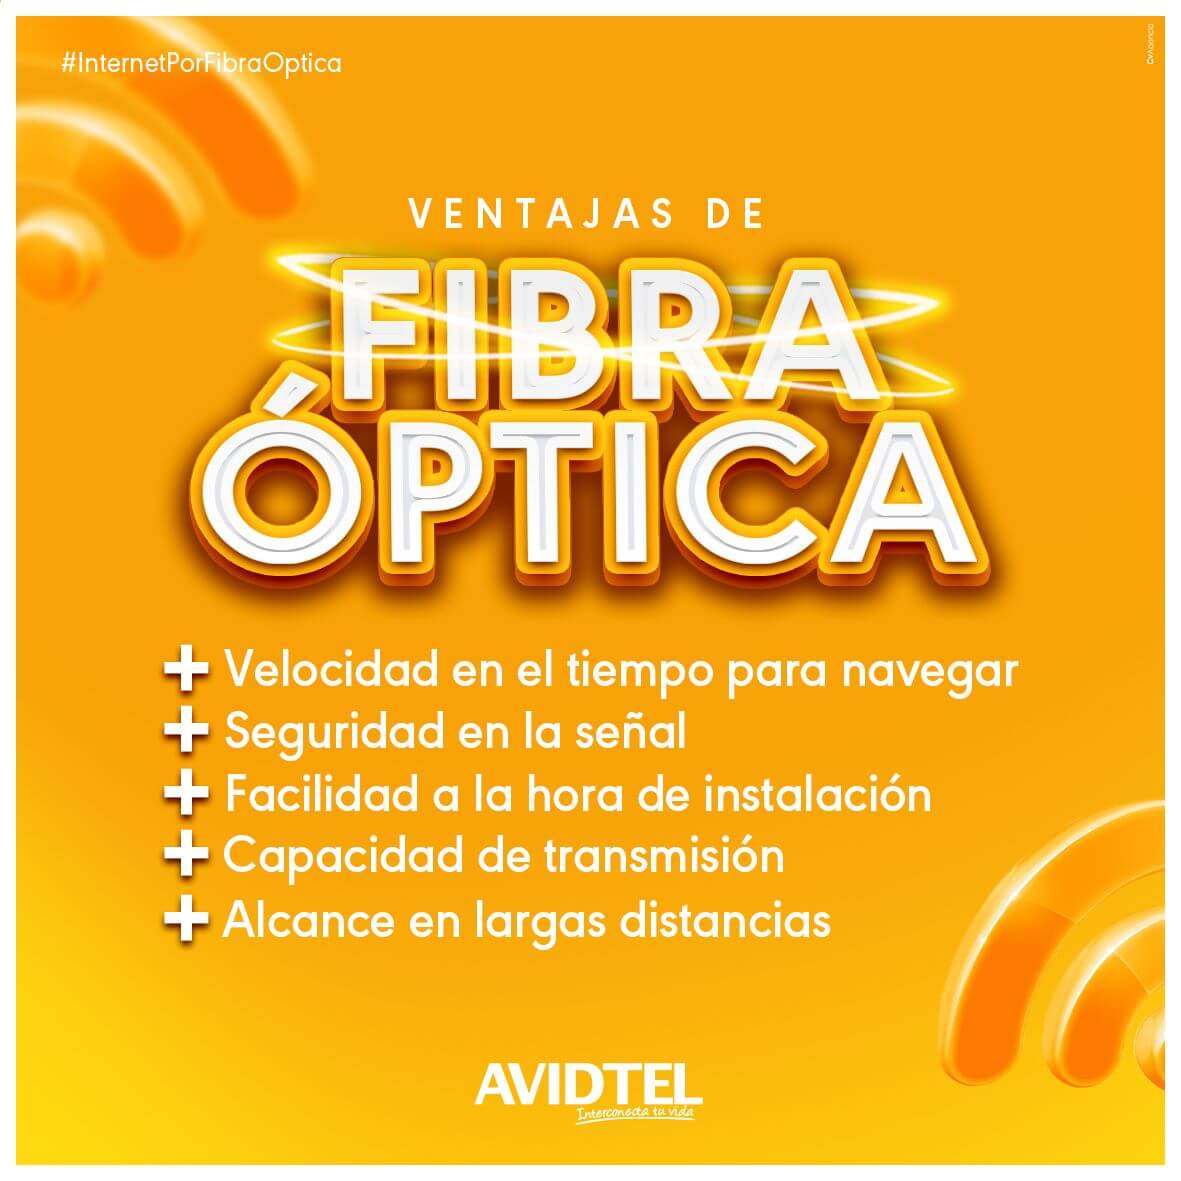 #InternetPorFibraOptica
DvAgencia
VENTAJAS DE
FIBRA
ÓPTICA
+ Velocidad en el tiempo para navegar
+ Seguridad en la señal
+ Facilidad a la hora de instalación
+ Capacidad de transmisión
+ Alcance en largas distancias
AVIDTEL
Interconecta tu vida